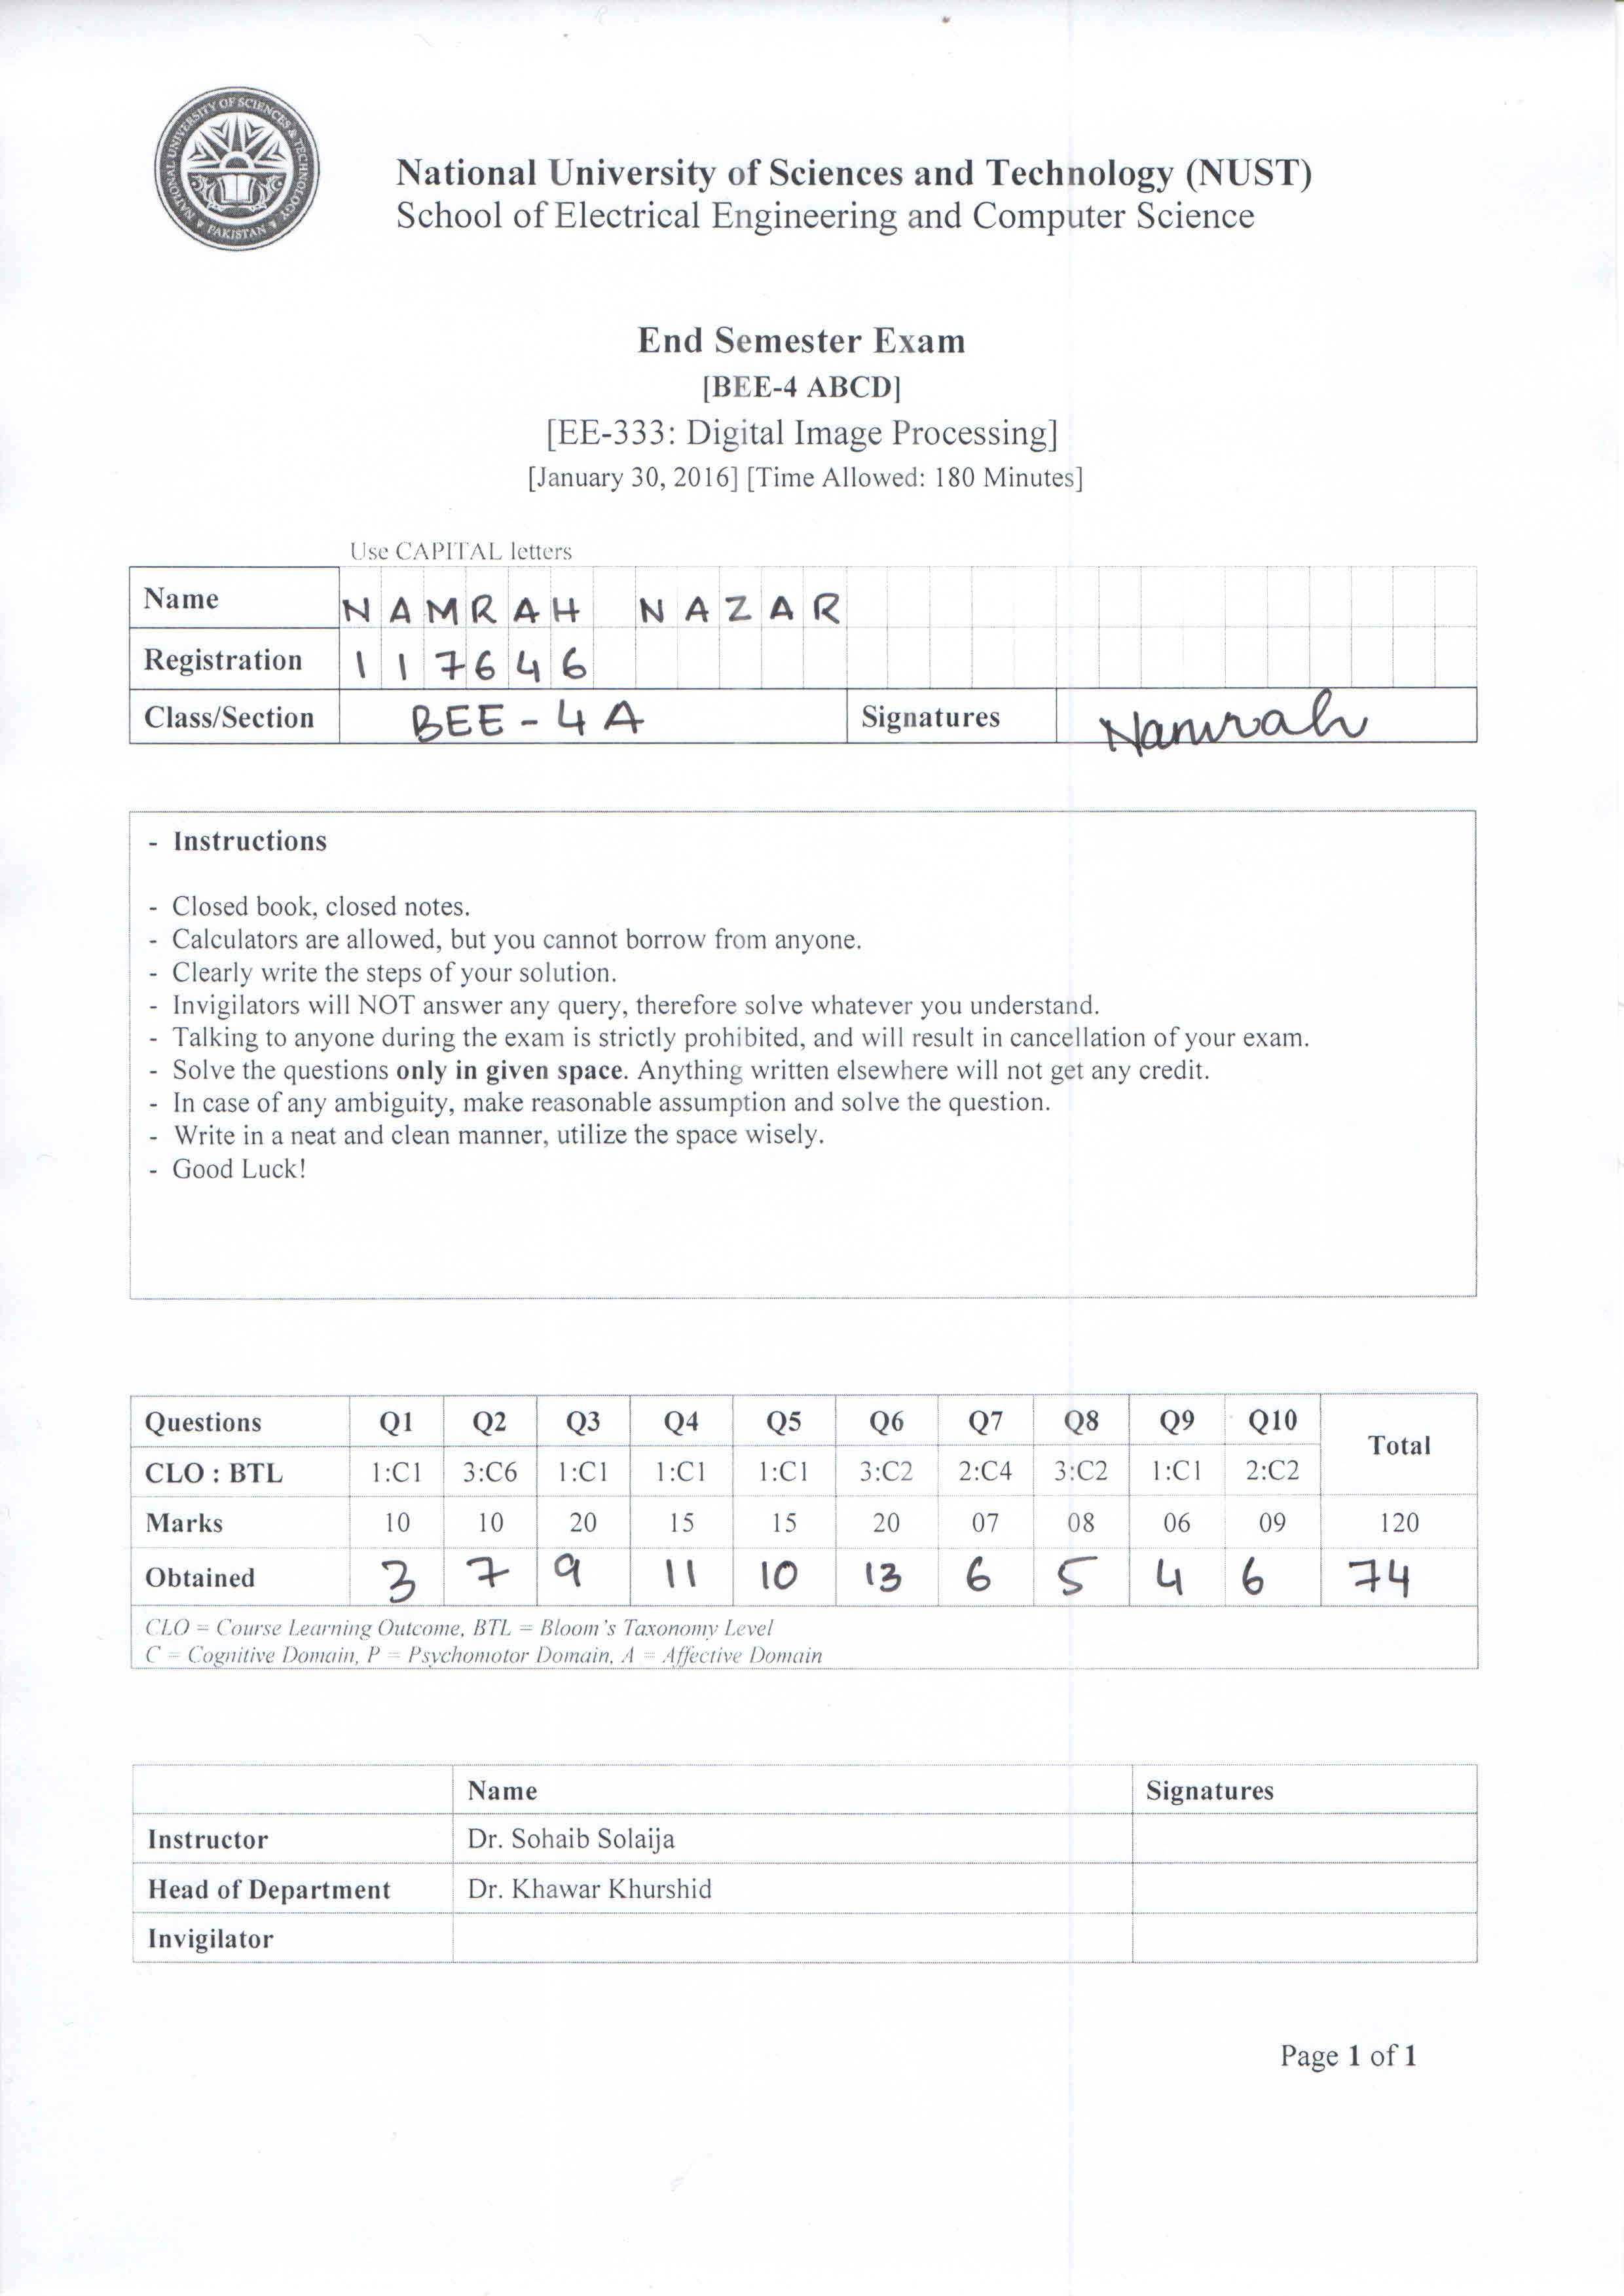 NATIONAL UNIVERSITY OF SCIENCES & TECHNOLOGY
PAKISTAN
National University of Sciences and Technology (NUST)
School of Electrical Engineering and Computer Science
End Semester Exam
[BEE-4 ABCD]
[EE-333: Digital Image Processing]
[January 30, 2016] [Time Allowed: 180 Minutes]
Use CAPITAL letters
Name NAMRAH NAZAR
Registration 117646
Class/Section BEE-4A Signatures Namrah
- Instructions
- Closed book, closed notes.
- Calculators are allowed, but you cannot borrow from anyone.
- Clearly write the steps of your solution.
- Invigilators will NOT answer any query, therefore solve whatever you understand.
- Talking to anyone during the exam is strictly prohibited, and will result in cancellation of your exam.
- Solve the questions only in given space. Anything written elsewhere will not get any credit.
- In case of any ambiguity, make reasonable assumption and solve the question.
- Write in a neat and clean manner, utilize the space wisely.
- Good Luck!
Questions Q1 Q2 Q3 Q4 Q5 Q6 Q7 Q8 Q9 Q10 Total
CLO : BTL 1:C1 3:C6 1:C1 1:C1 1:C1 3:C2 2:C4 3:C2 1:C1 2:C2
Marks 10 10 20 15 15 20 07 08 06 09 120
Obtained 3 7 9 11 10 13 6 5 4 6 74
CLO = Course Learning Outcome, BTL = Bloom's Taxonomy Level
C = Cognitive Domain, P = Psychomotor Domain, A = Affective Domain
Name Signatures
Instructor Dr. Sohaib Solaija
Head of Department Dr. Khawar Khurshid
Invigilator
Page 1 of 1